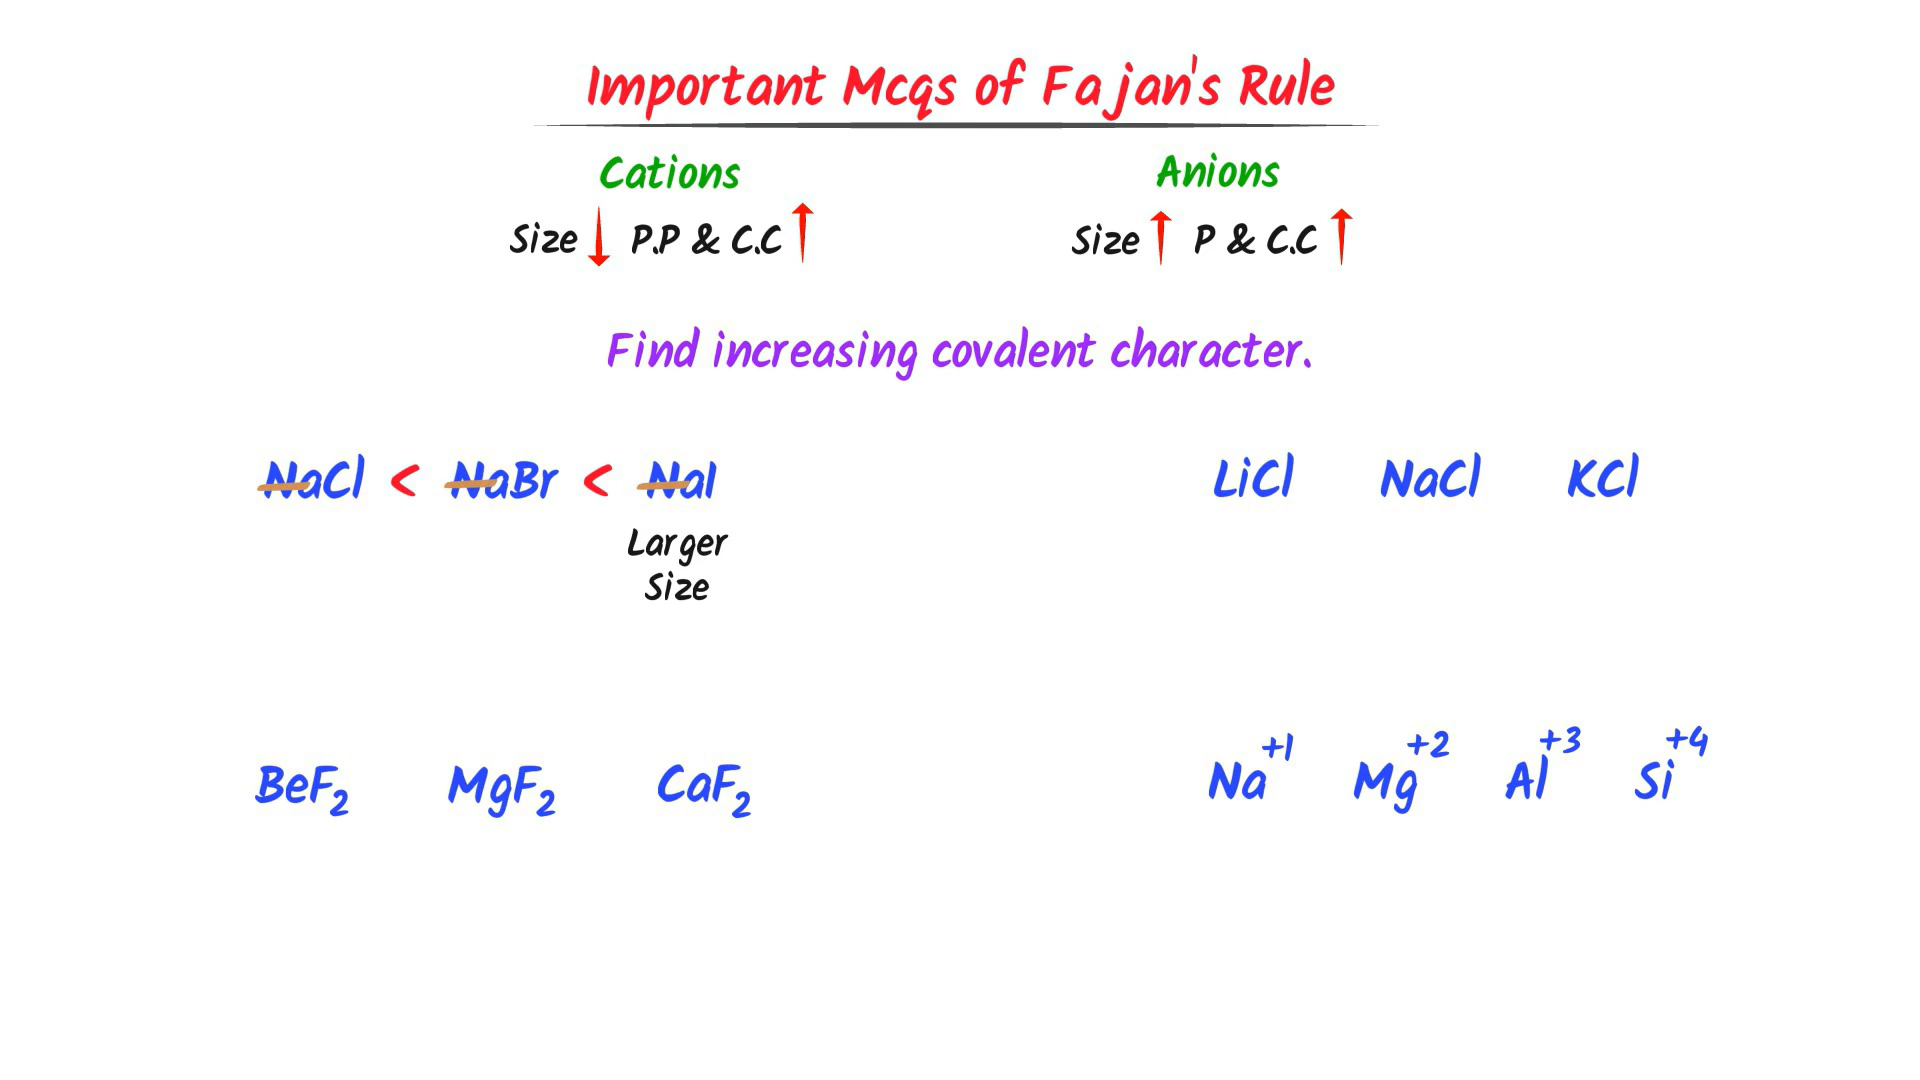 Important Mcqs of Fajan's Rule
Cations Anions
Size ↓ P.P & C.C ↑ Size ↑ P & C.C ↑
Find increasing covalent character.
NaCl < NaBr < NaI LiCl NaCl KCl
Larger
Size
BeF₂ MgF₂ CaF₂ Na⁺¹ Mg⁺² Al⁺³ Si⁺⁴